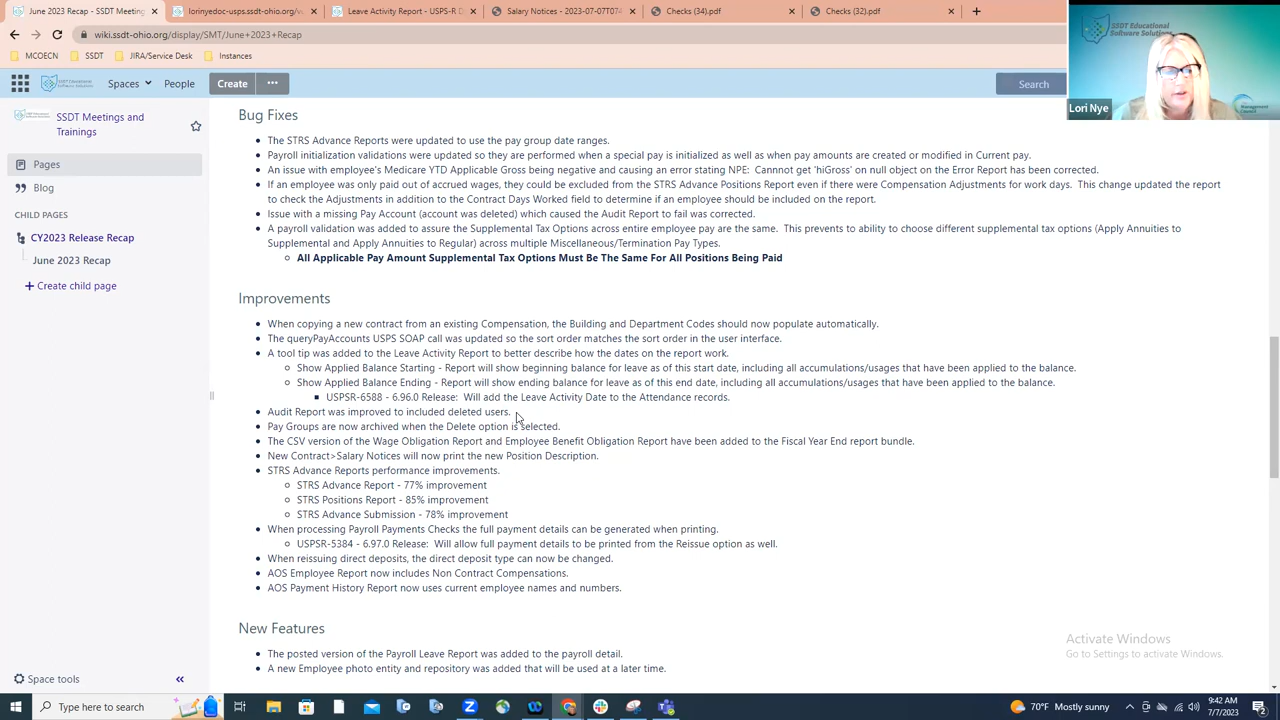 June 2023 Recap - SSDT Meeting
lorinyedoc-usps.ssdt-ohio.org/w
Leave Activity Report - USPS-R D
Salary Notices - 2023-07-07T074
Checks (34).pdf
Checks (32).pdf
wiki.ssdt-ohio.org/display/SMT/June+2023+Recap
MCOECN
SSDT
JIRA/Service Desk
Instances
SSDT Educational
Software Solutions
Management
Council
Lori Nye
Spaces
People
Create
Search
SSDT Meetings and
Trainings
Pages
Blog
CHILD PAGES
CY2023 Release Recap
June 2023 Recap
Create child page
Space tools
Bug Fixes
The STRS Advance Reports were updated to use the pay group date ranges.
Payroll initialization validations were updated so they are performed when a special pay is initialized as well as when pay amounts are created or modified in Current pay.
An issue with employee's Medicare YTD Applicable Gross being negative and causing an error stating NPE: Cannnot get 'hiGross' on null object on the Error Report has been corrected.
If an employee was only paid out of accrued wages, they could be excluded from the STRS Advance Positions Report even if there were Compensation Adjustments for work days. This change updated the report
to check the Adjustments in addition to the Contract Days Worked field to determine if an employee should be included on the report.
Issue with a missing Pay Account (account was deleted) which caused the Audit Report to fail was corrected.
A payroll validation was added to assure the Supplemental Tax Options across entire employee pay are the same. This prevents to ability to choose different supplemental tax options (Apply Annuities to
Supplemental and Apply Annuities to Regular) across multiple Miscellaneous/Termination Pay Types.
All Applicable Pay Amount Supplemental Tax Options Must Be The Same For All Positions Being Paid
Improvements
When copying a new contract from an existing Compensation, the Building and Department Codes should now populate automatically.
The queryPayAccounts USPS SOAP call was updated so the sort order matches the sort order in the user interface.
A tool tip was added to the Leave Activity Report to better describe how the dates on the report work.
Show Applied Balance Starting - Report will show beginning balance for leave as of this start date, including all accumulations/usages that have been applied to the balance.
Show Applied Balance Ending - Report will show ending balance for leave as of this end date, including all accumulations/usages that have been applied to the balance.
USPSR-6588 - 6.96.0 Release: Will add the Leave Activity Date to the Attendance records.
Audit Report was improved to included deleted users.
Pay Groups are now archived when the Delete option is selected.
The CSV version of the Wage Obligation Report and Employee Benefit Obligation Report have been added to the Fiscal Year End report bundle.
New Contract>Salary Notices will now print the new Position Description.
STRS Advance Reports performance improvements.
STRS Advance Report - 77% improvement
STRS Positions Report - 85% improvement
STRS Advance Submission - 78% improvement
When processing Payroll Payments Checks the full payment details can be generated when printing.
USPSR-5384 - 6.97.0 Release: Will allow full payment details to be printed from the Reissue option as well.
When reissuing direct deposits, the direct deposit type can now be changed.
AOS Employee Report now includes Non Contract Compensations.
AOS Payment History Report now uses current employee names and numbers.
New Features
The posted version of the Payroll Leave Report was added to the payroll detail.
A new Employee photo entity and repository was added that will be used at a later time.
Activate Windows
Go to Settings to activate Windows.
Type here to search
70°F Mostly sunny
9:42 AM
7/7/2023
2